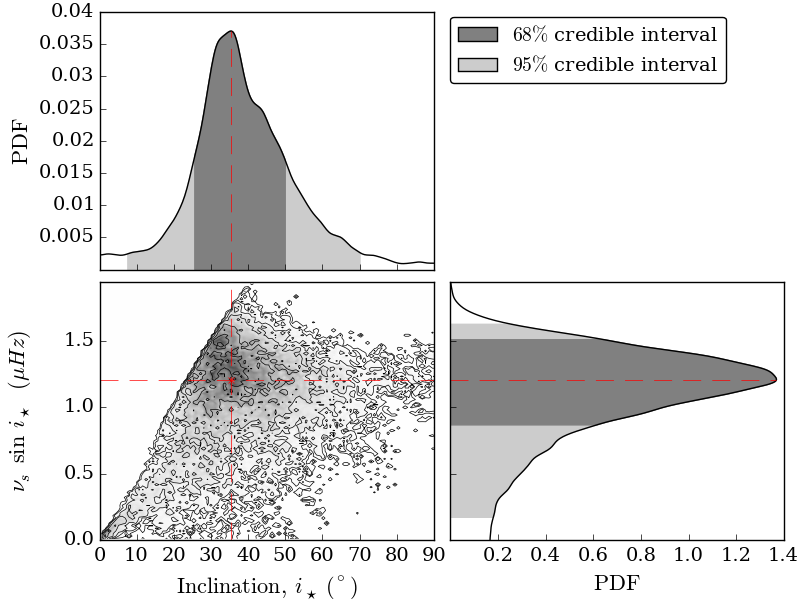 0.04
0.035
0.03
0.025
0.02
0.015
0.01
0.005
PDF
68% credible interval
95% credible interval
1.5
1.0
0.5
0.0
ν_s sin i_⋆ (μHz)
0 10 20 30 40 50 60 70 80 90
Inclination, i_⋆ (°)
0.2 0.4 0.6 0.8 1.0 1.2 1.4
PDF